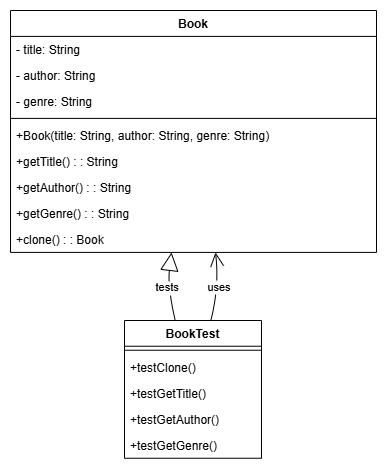 Book
- title: String
- author: String
- genre: String
+Book(title: String, author: String, genre: String)
+getTitle() : : String
+getAuthor() : : String
+getGenre() : : String
+clone() : : Book
tests
uses
BookTest
+testClone()
+testGetTitle()
+testGetAuthor()
+testGetGenre()